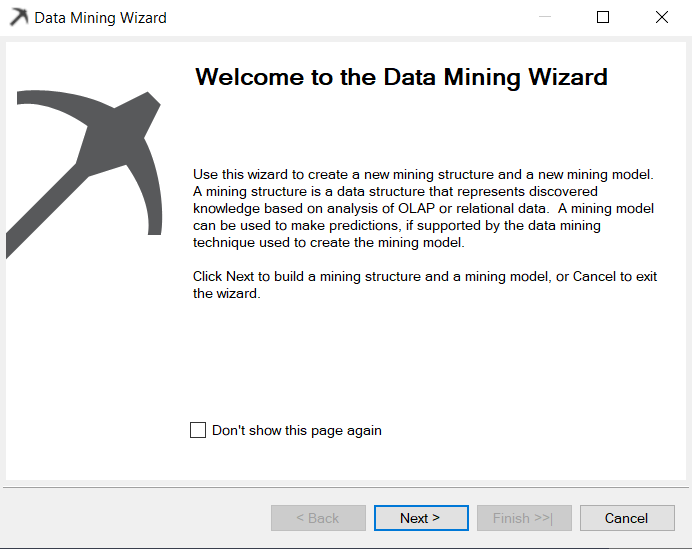 Data Mining Wizard
Welcome to the Data Mining Wizard
Use this wizard to create a new mining structure and a new mining model.
A mining structure is a data structure that represents discovered
knowledge based on analysis of OLAP or relational data.  A mining model
can be used to make predictions, if supported by the data mining
technique used to create the mining model.
Click Next to build a mining structure and a mining model, or Cancel to exit
the wizard.
Don't show this page again
< Back Next > Finish >>| Cancel